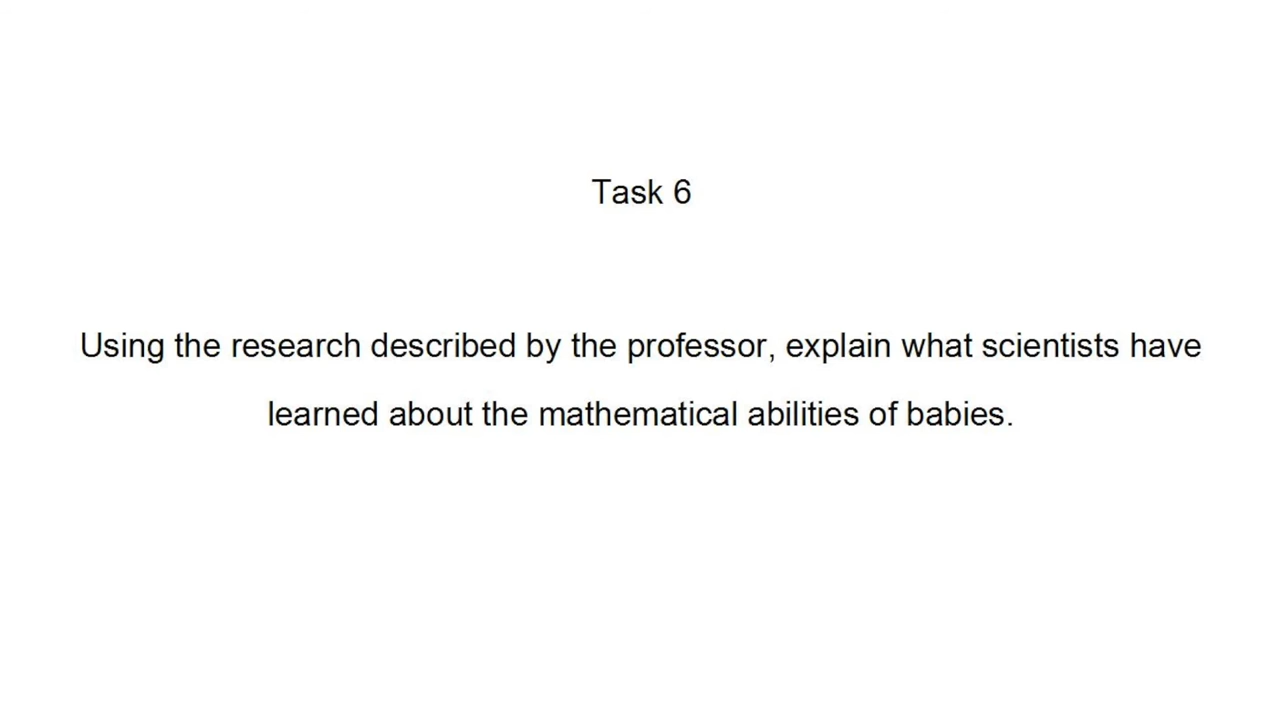 Task 6
Using the research described by the professor, explain what scientists have
learned about the mathematical abilities of babies.